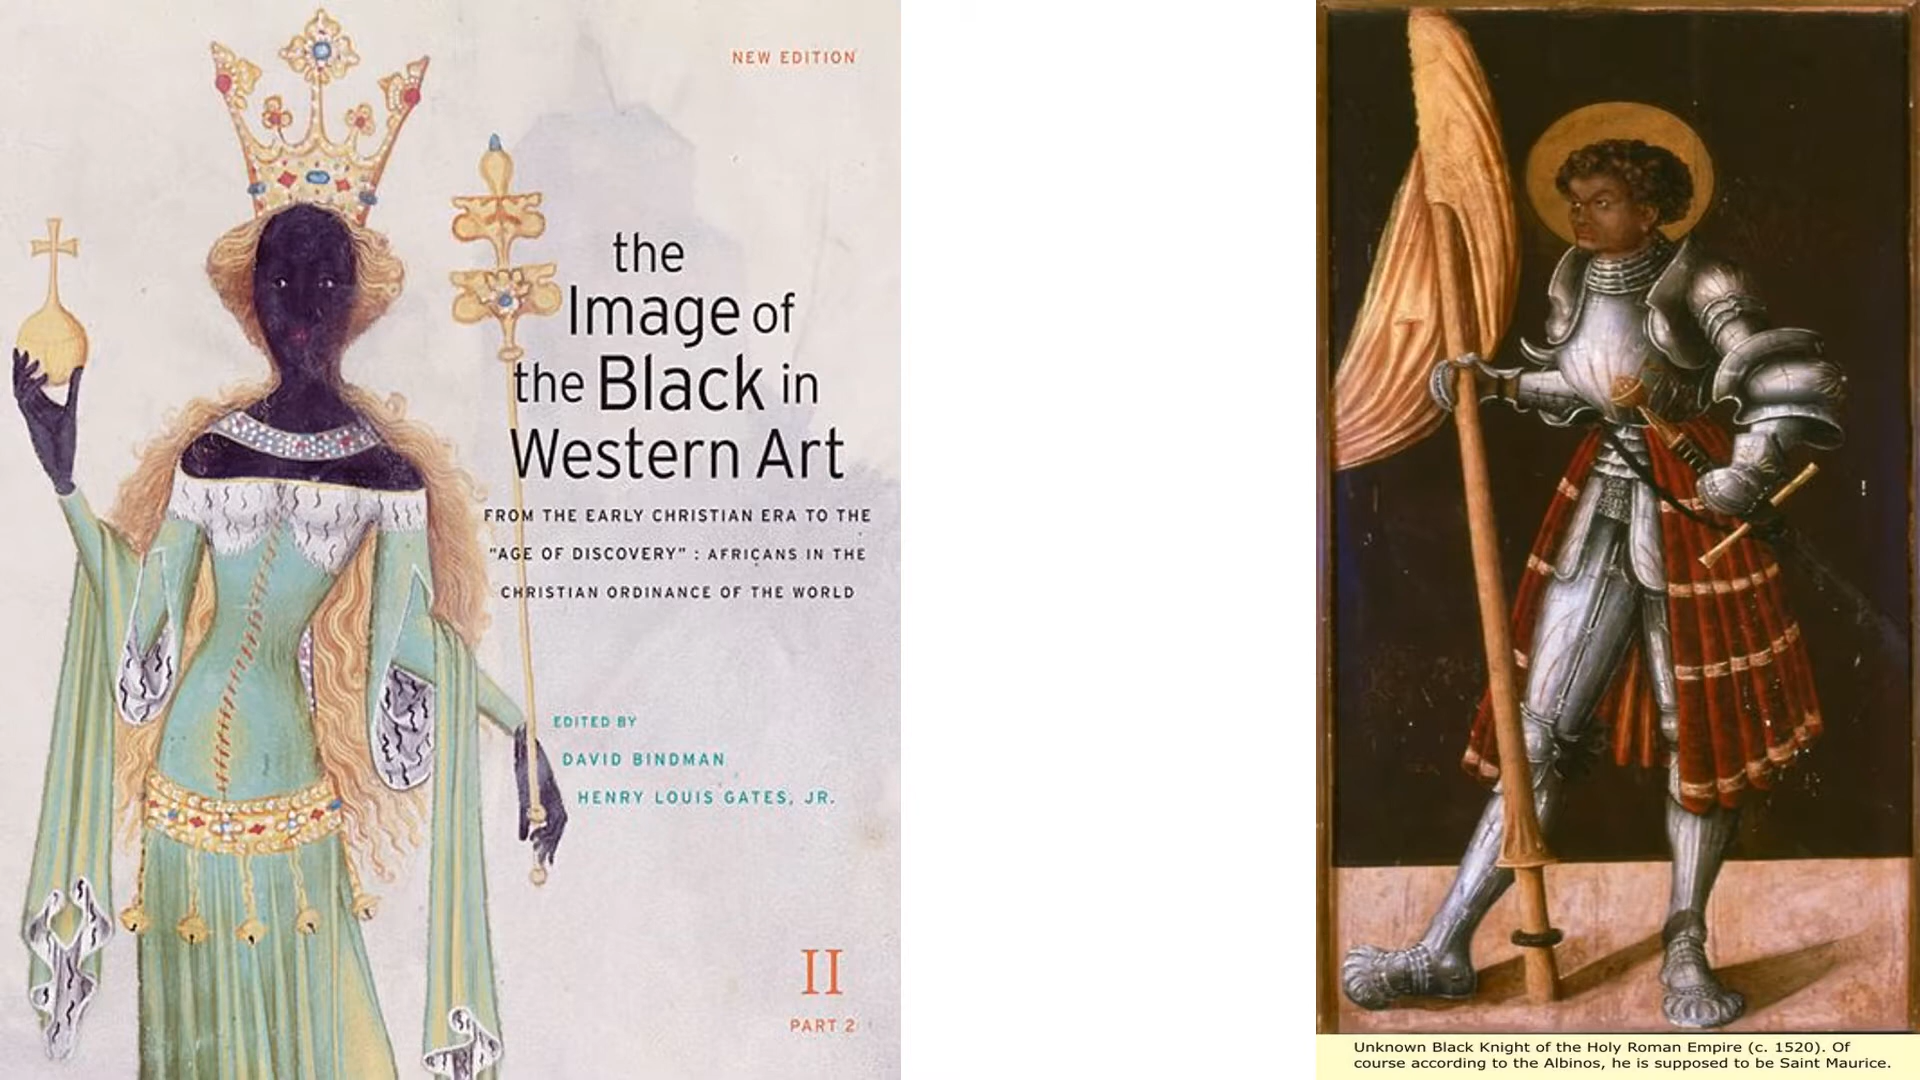 NEW EDITION
the
Image of
the Black in
Western Art
FROM THE EARLY CHRISTIAN ERA TO THE
"AGE OF DISCOVERY" : AFRICANS IN THE
CHRISTIAN ORDINANCE OF THE WORLD
EDITED BY
DAVID BINDMAN
HENRY LOUIS GATES, JR.
II
PART 2
Unknown Black Knight of the Holy Roman Empire (c. 1520). Of
course according to the Albinos, he is supposed to be Saint Maurice.